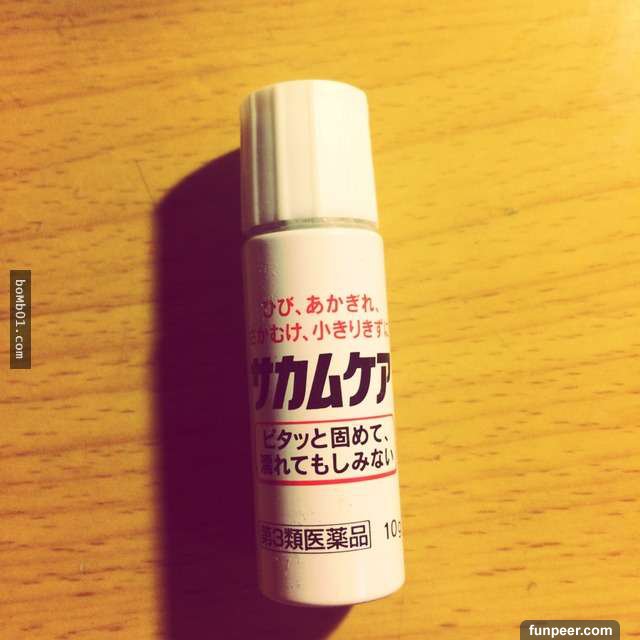 ひび、あかぎれ、
さかむけ、小きりきずに
サカムケア
ピタッと固めて、
濡れてもしみない
第3類医薬品 10g
boMb01.com
funpeer.com